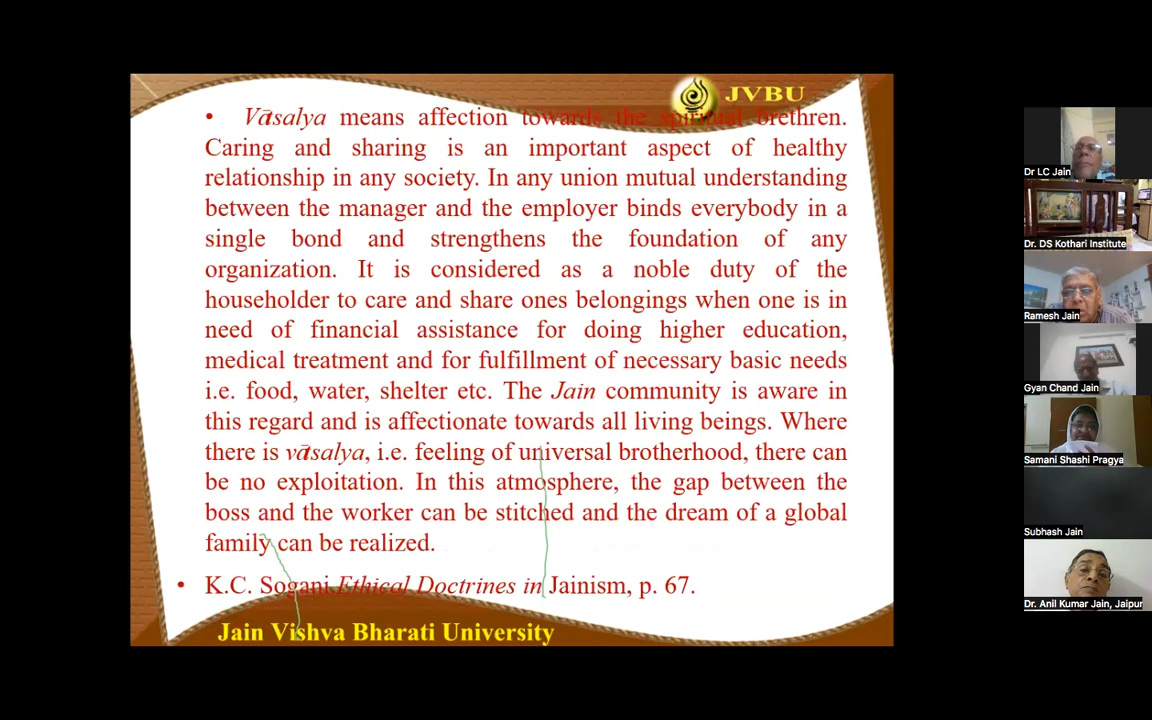 JVBU
• Vātsalya means affection towards the spiritual brethren.
Caring and sharing is an important aspect of healthy
relationship in any society. In any union mutual understanding
between the manager and the employer binds everybody in a
single bond and strengthens the foundation of any
organization. It is considered as a noble duty of the
householder to care and share ones belongings when one is in
need of financial assistance for doing higher education,
medical treatment and for fulfillment of necessary basic needs
i.e. food, water, shelter etc. The Jain community is aware in
this regard and is affectionate towards all living beings. Where
there is vātsalya, i.e. feeling of universal brotherhood, there can
be no exploitation. In this atmosphere, the gap between the
boss and the worker can be stitched and the dream of a global
family can be realized.
• K.C. Sogani Ethical Doctrines in Jainism, p. 67.
Jain Vishva Bharati University
Dr LC Jain
Dr. DS Kothari Institute
Ramesh Jain
Gyan Chand Jain
Samani Shashi Pragya
Subhash Jain
Dr. Anil Kumar Jain, Jaipur